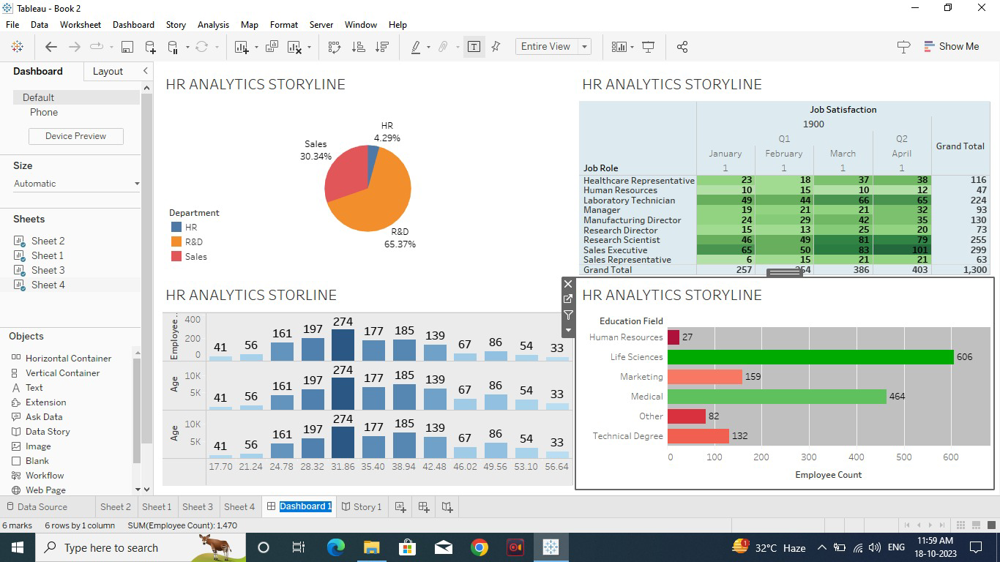 Tableau - Book 2
File Data Worksheet Dashboard Story Analysis Map Format Server Window Help
Entire View
Show Me
Dashboard Layout
Default
Phone
Device Preview
Size
Automatic
Sheets
Sheet 2
Sheet 1
Sheet 3
Sheet 4
Objects
Horizontal Container
Vertical Container
Text
Extension
Ask Data
Data Story
Image
Blank
Workflow
Web Page
HR ANALYTICS STORYLINE
HR
4.29%
Sales
30.34%
R&D
65.37%
Department
HR
R&D
Sales
HR ANALYTICS STORYLINE
Job Satisfaction
1900
Q1 Q2 Grand Total
January February March April
Job Role 1 1 1 1
Healthcare Representative 23 18 37 38 116
Human Resources 10 15 10 12 47
Laboratory Technician 49 44 66 65 224
Manager 19 21 21 32 93
Manufacturing Director 24 29 42 35 130
Research Director 15 13 25 20 73
Research Scientist 46 49 81 79 255
Sales Executive 65 50 83 101 299
Sales Representative 6 15 21 21 63
Grand Total 257 254 386 403 1,300
HR ANALYTICS STORLINE
Employee ..
400
200
0
41 56 161 197 274 177 185 139 67 86 54 33
Age
10K
5K
41 56 161 197 274 177 185 139 67 86 54 33
Age
10K
5K
41 56 161 197 274 177 185 139 67 86 54 33
17.70 21.24 24.78 28.32 31.86 35.40 38.94 42.48 46.02 49.56 53.10 56.64
HR ANALYTICS STORYLINE
Education Field
Human Resources 27
Life Sciences 606
Marketing 159
Medical 464
Other 82
Technical Degree 132
0 100 200 300 400 500 600
Employee Count
Data Source Sheet 2 Sheet 1 Sheet 3 Sheet 4 Dashboard 1 Story 1
6 marks 6 rows by 1 column SUM(Employee Count): 1.470
Type here to search
1
32°C Haze
ENG
11:59 AM
18-10-2023